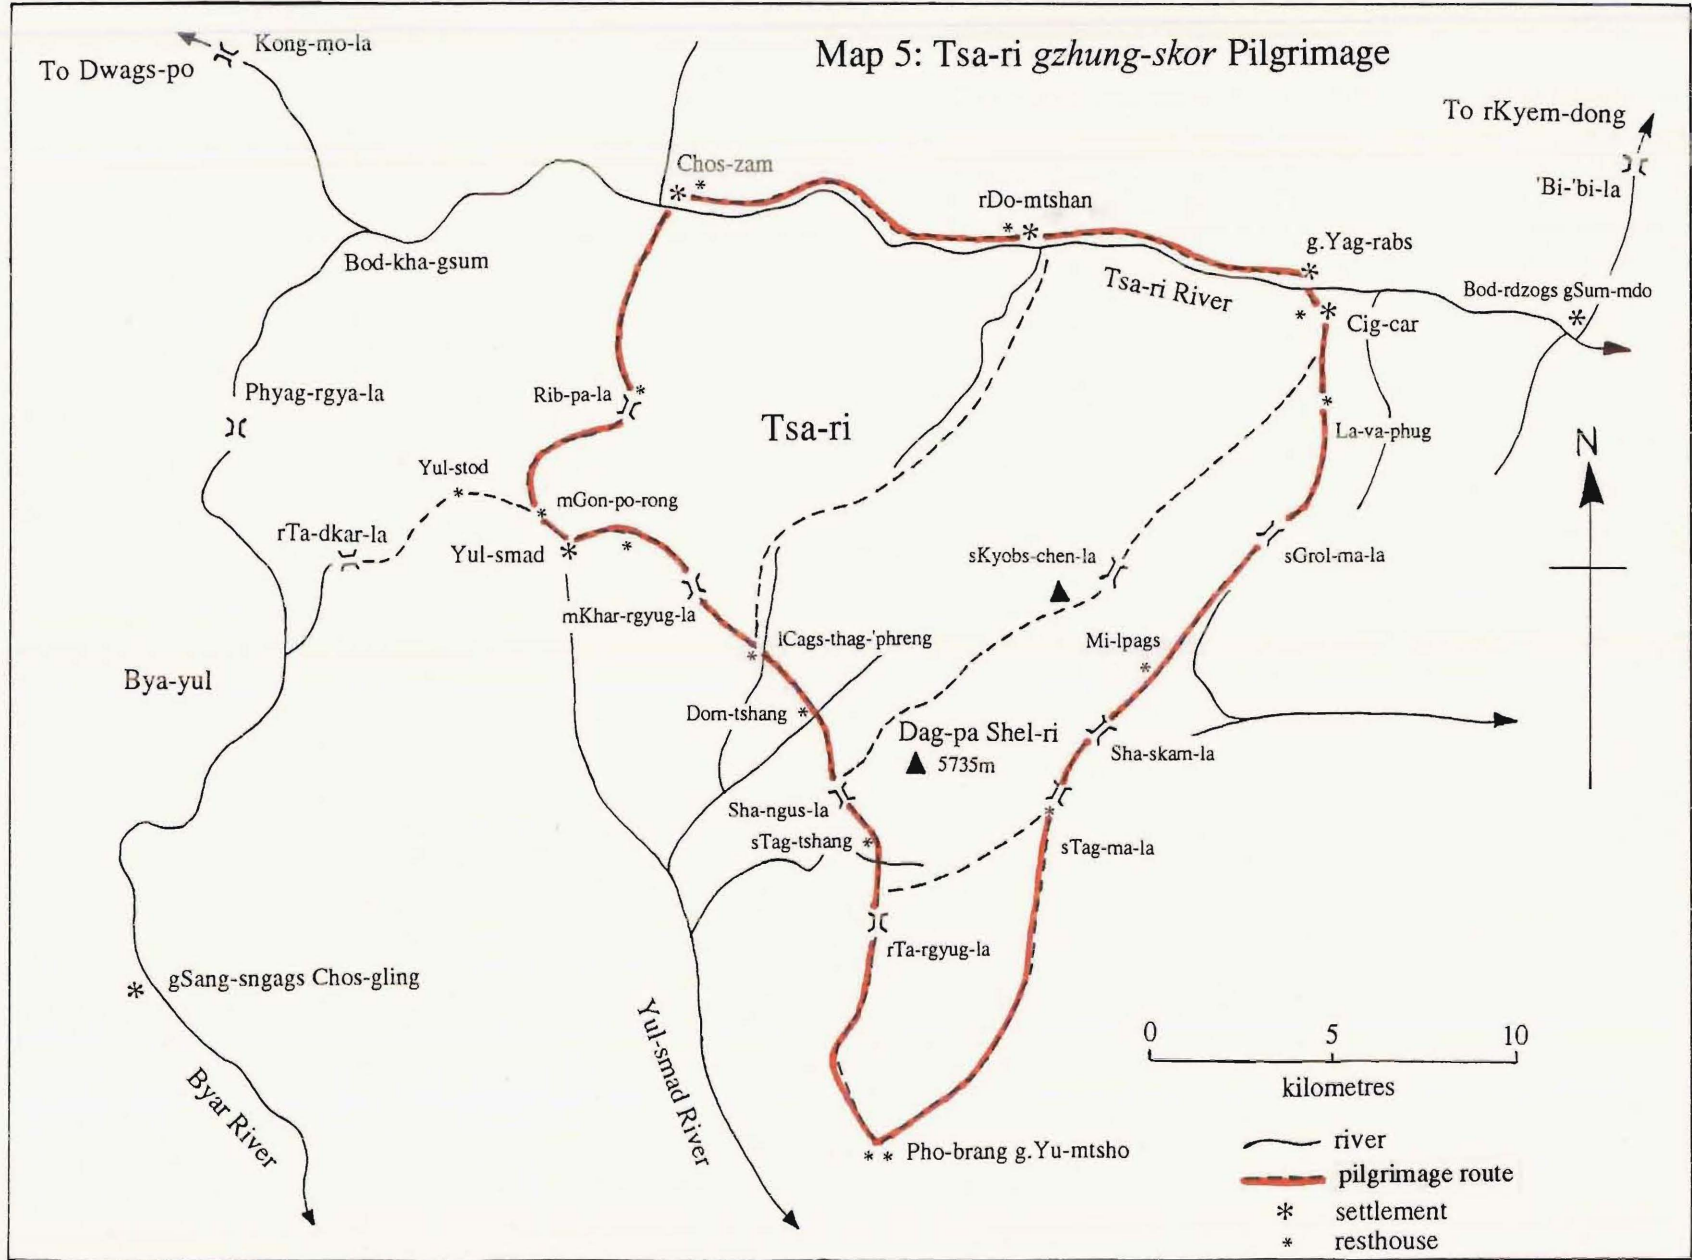 Map 5: Tsa-ri gzhung-skor Pilgrimage
Kong-mo-la
To Dwags-po
To rKyem-dong
'Bi-'bi-la
Chos-zam
rDo-mtshan
g.Yag-rabs
Bod-kha-gsum
Tsa-ri River
Bod-rdzogs gSum-mdo
Cig-car
Phyag-rgya-la
Rib-pa-la
Tsa-ri
La-va-phug
N
Yul-stod
mGon-po-rong
rTa-dkar-la
Yul-smad
sKyobs-chen-la
sGrol-ma-la
mKhar-rgyug-la
lCags-thag-'phreng
Mi-lpags
Bya-yul
Dom-tshang
Dag-pa Shel-ri
5735m
Sha-skam-la
Sha-ngus-la
sTag-tshang
sTag-ma-la
rTa-rgyug-la
gSang-sngags Chos-gling
Byar River
Yul-smad River
Pho-brang g.Yu-mtsho
0 5 10
kilometres
river
pilgrimage route
settlement
resthouse